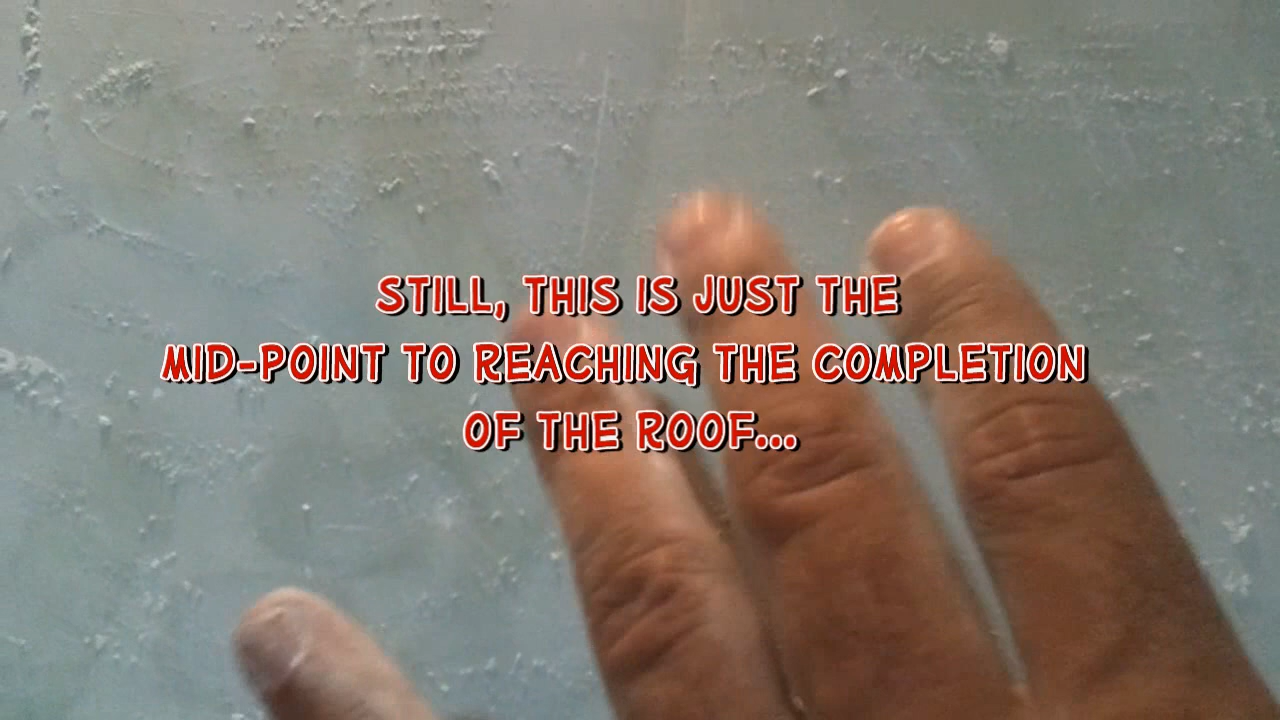 STILL, THIS IS JUST THE
MID-POINT TO REACHING THE COMPLETION
OF THE ROOF...